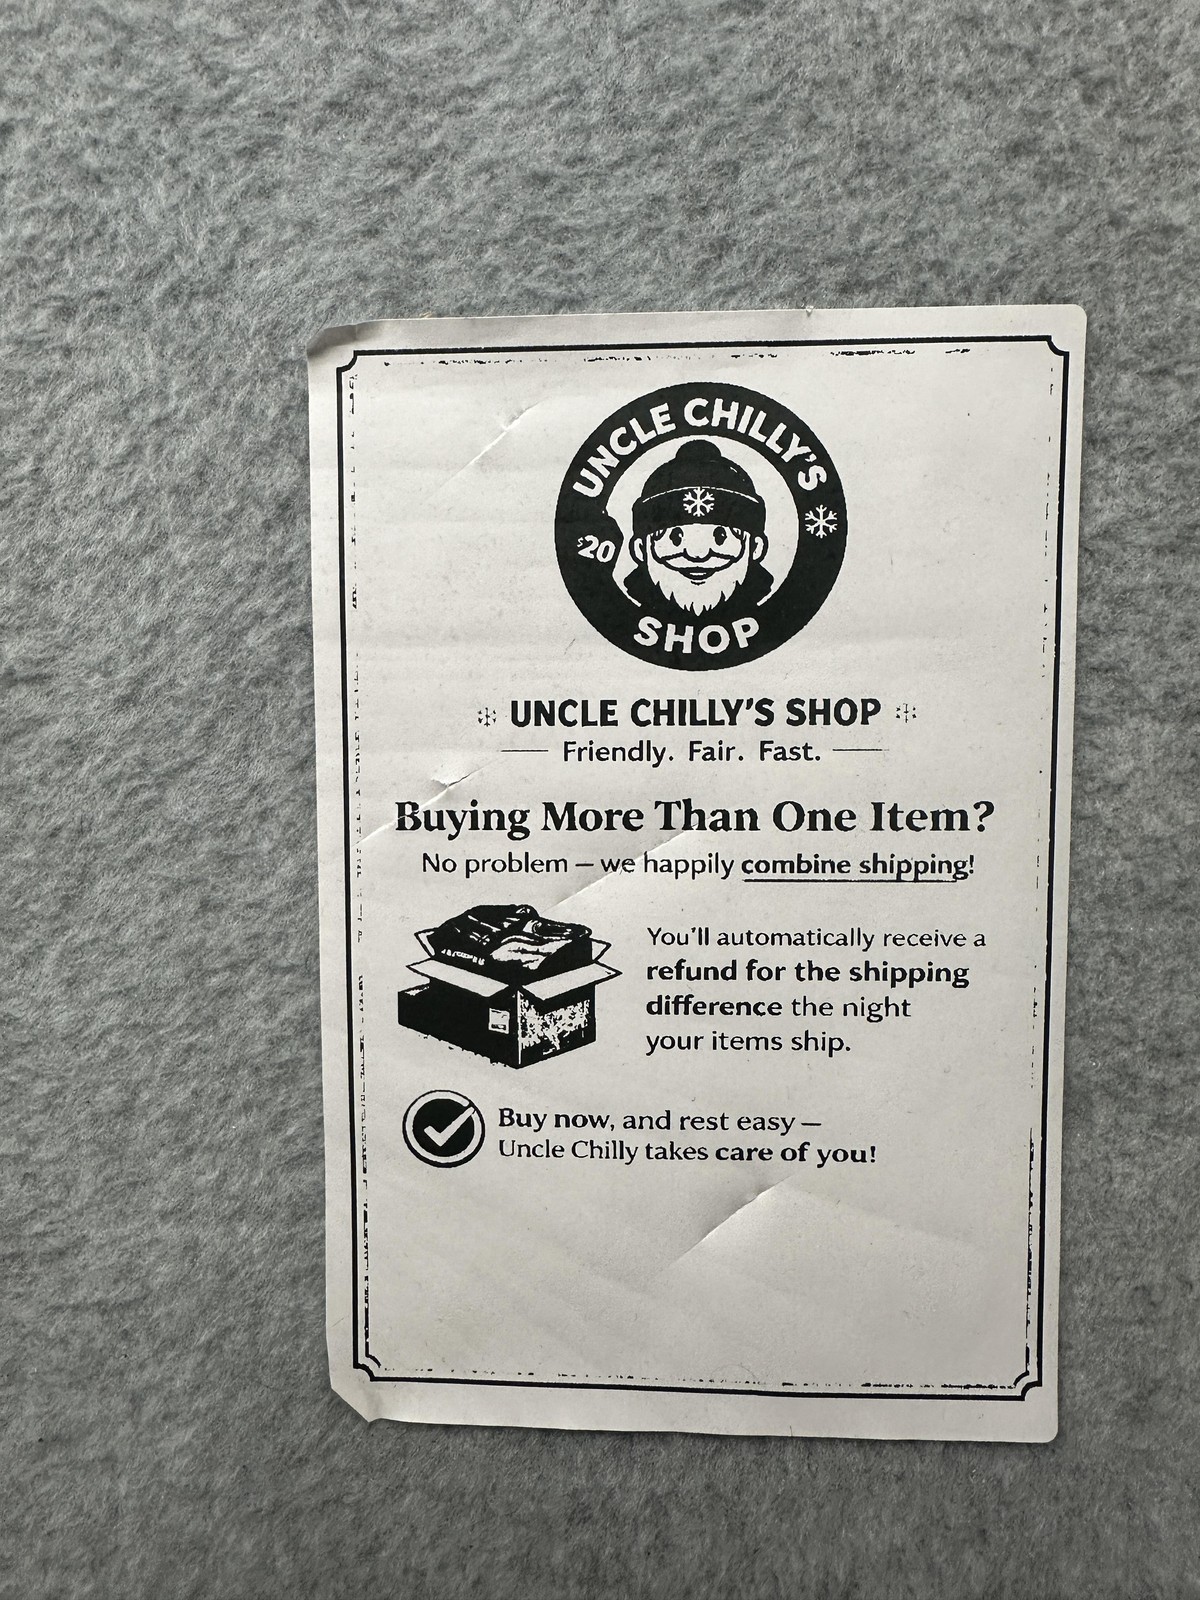 UNCLE CHILLY'S
$20
SHOP
UNCLE CHILLY'S SHOP
Friendly. Fair. Fast.
Buying More Than One Item?
No problem – we happily combine shipping!
You'll automatically receive a
refund for the shipping
difference the night
your items ship.
Buy now, and rest easy –
Uncle Chilly takes care of you!